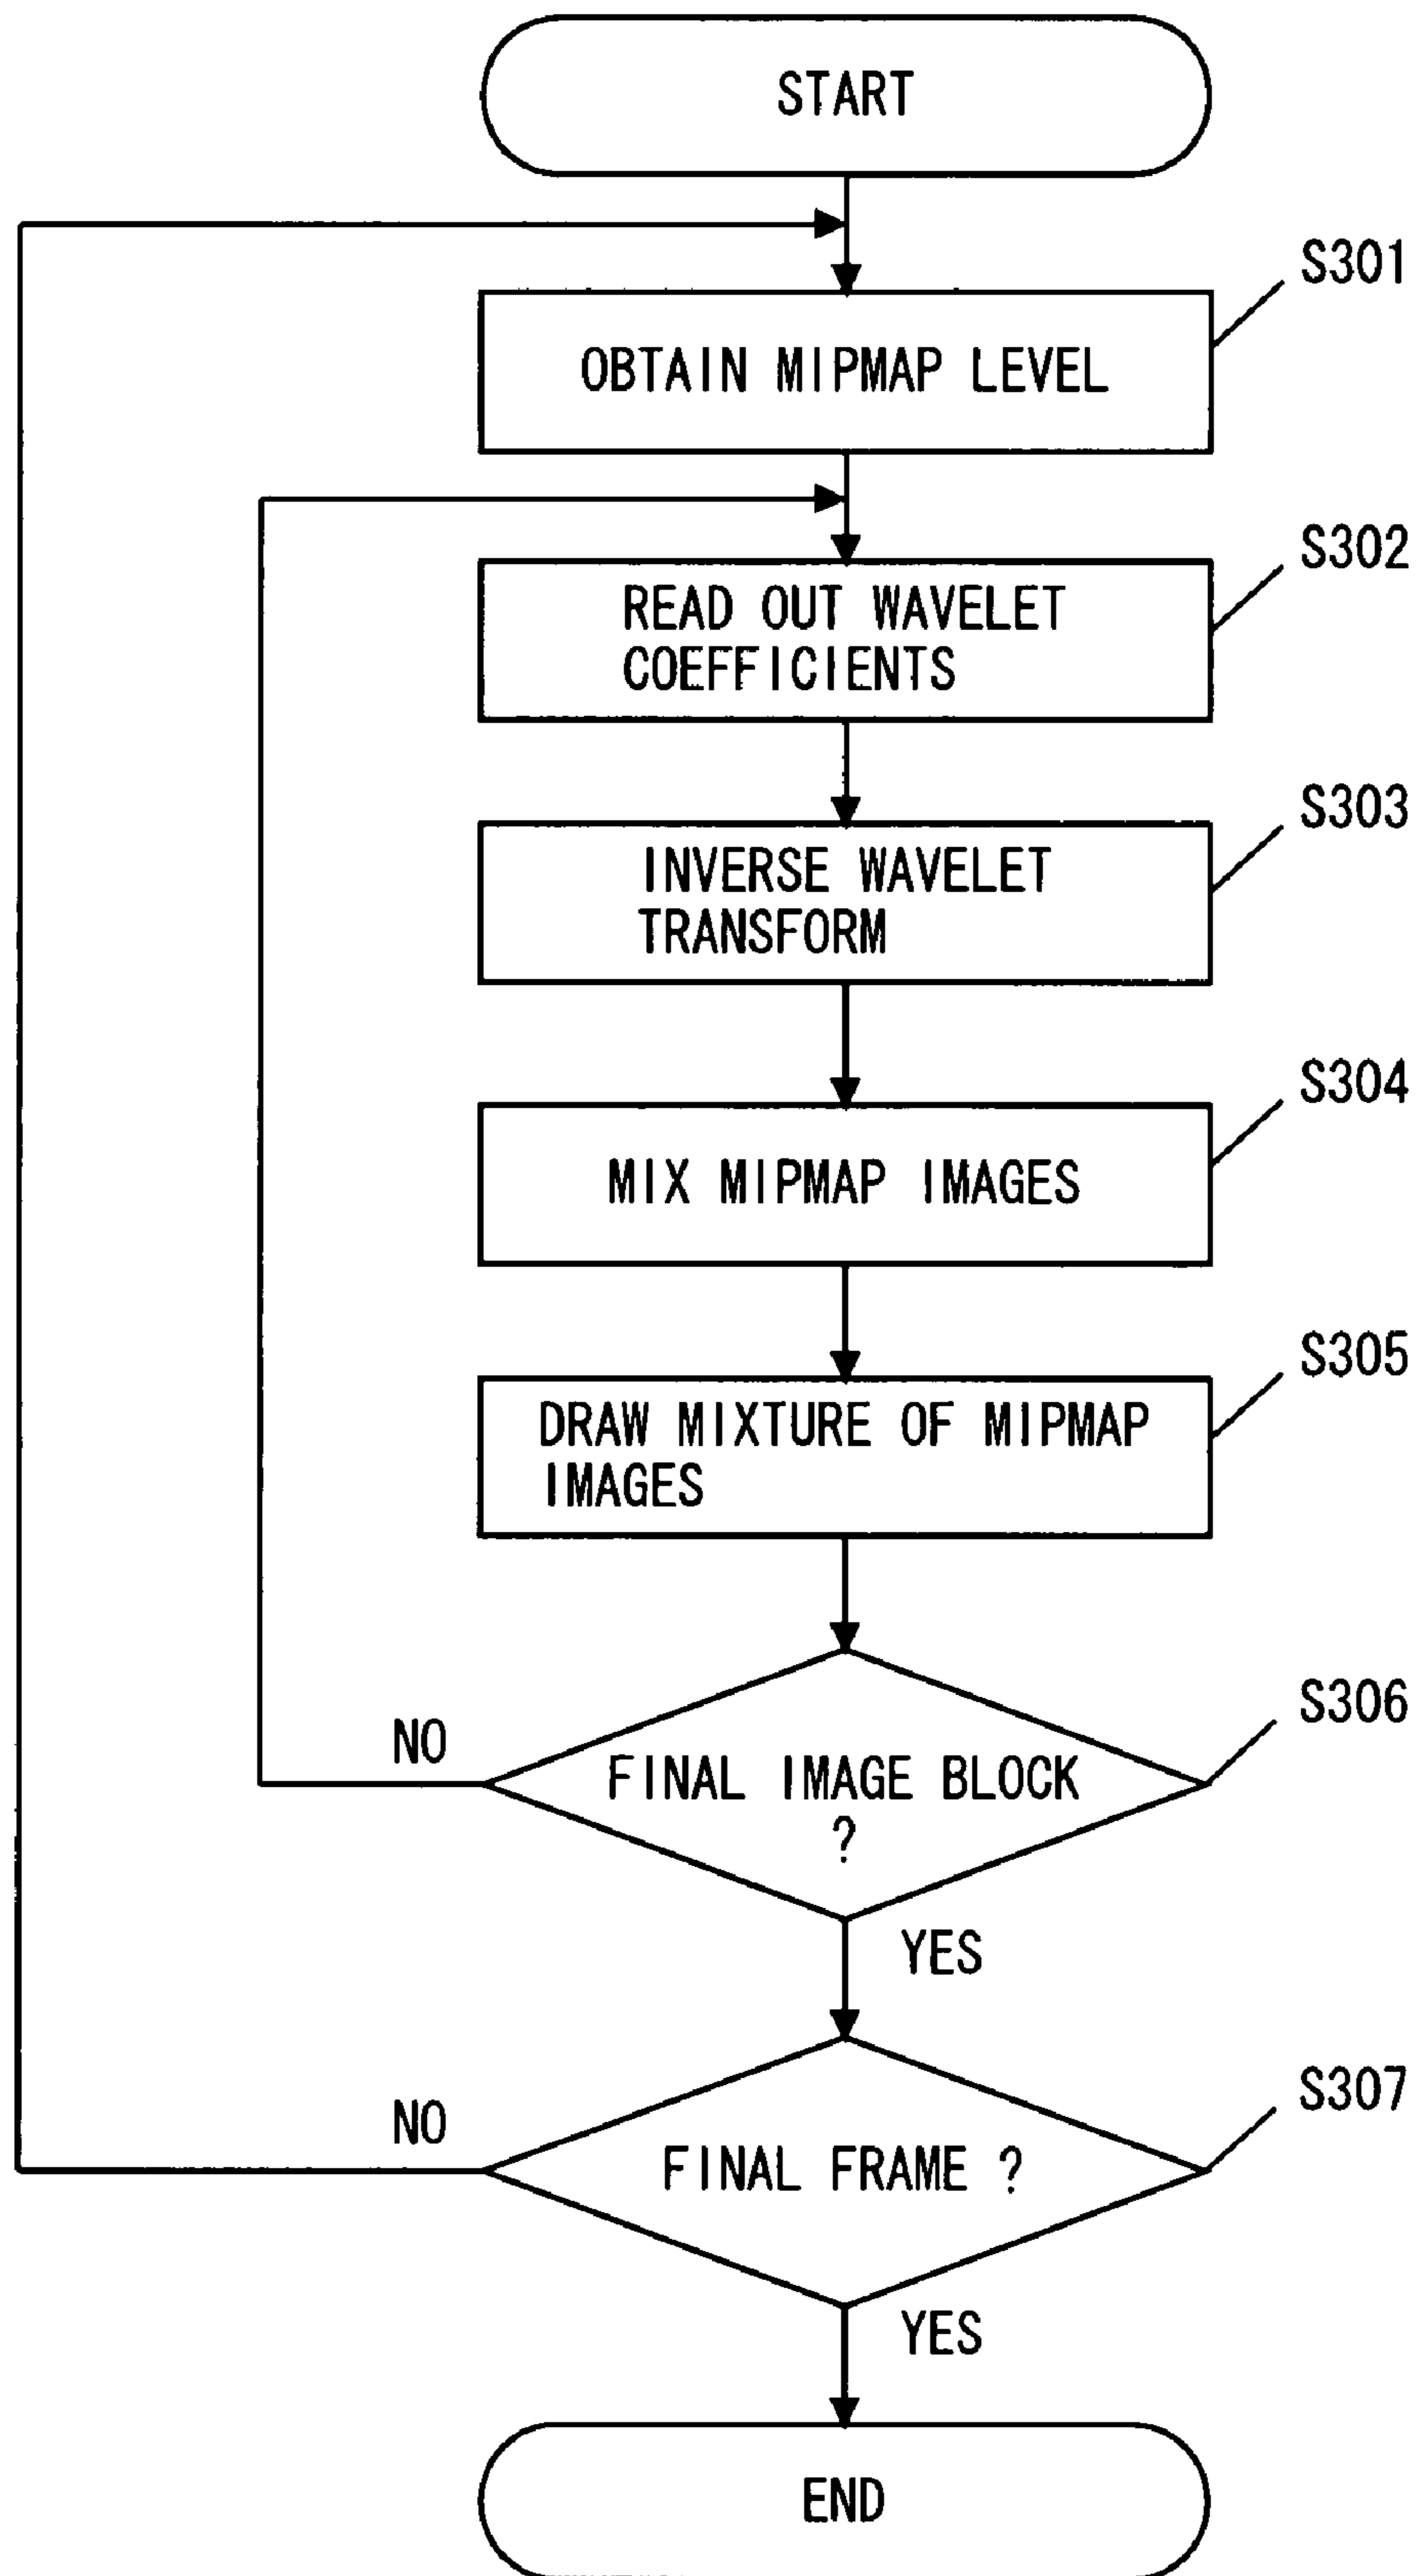 START
S301
OBTAIN MIPMAP LEVEL
S302
READ OUT WAVELET
COEFFICIENTS
S303
INVERSE WAVELET
TRANSFORM
S304
MIX MIPMAP IMAGES
S305
DRAW MIXTURE OF MIPMAP
IMAGES
S306
NO
FINAL IMAGE BLOCK
?
YES
S307
NO
FINAL FRAME ?
YES
END